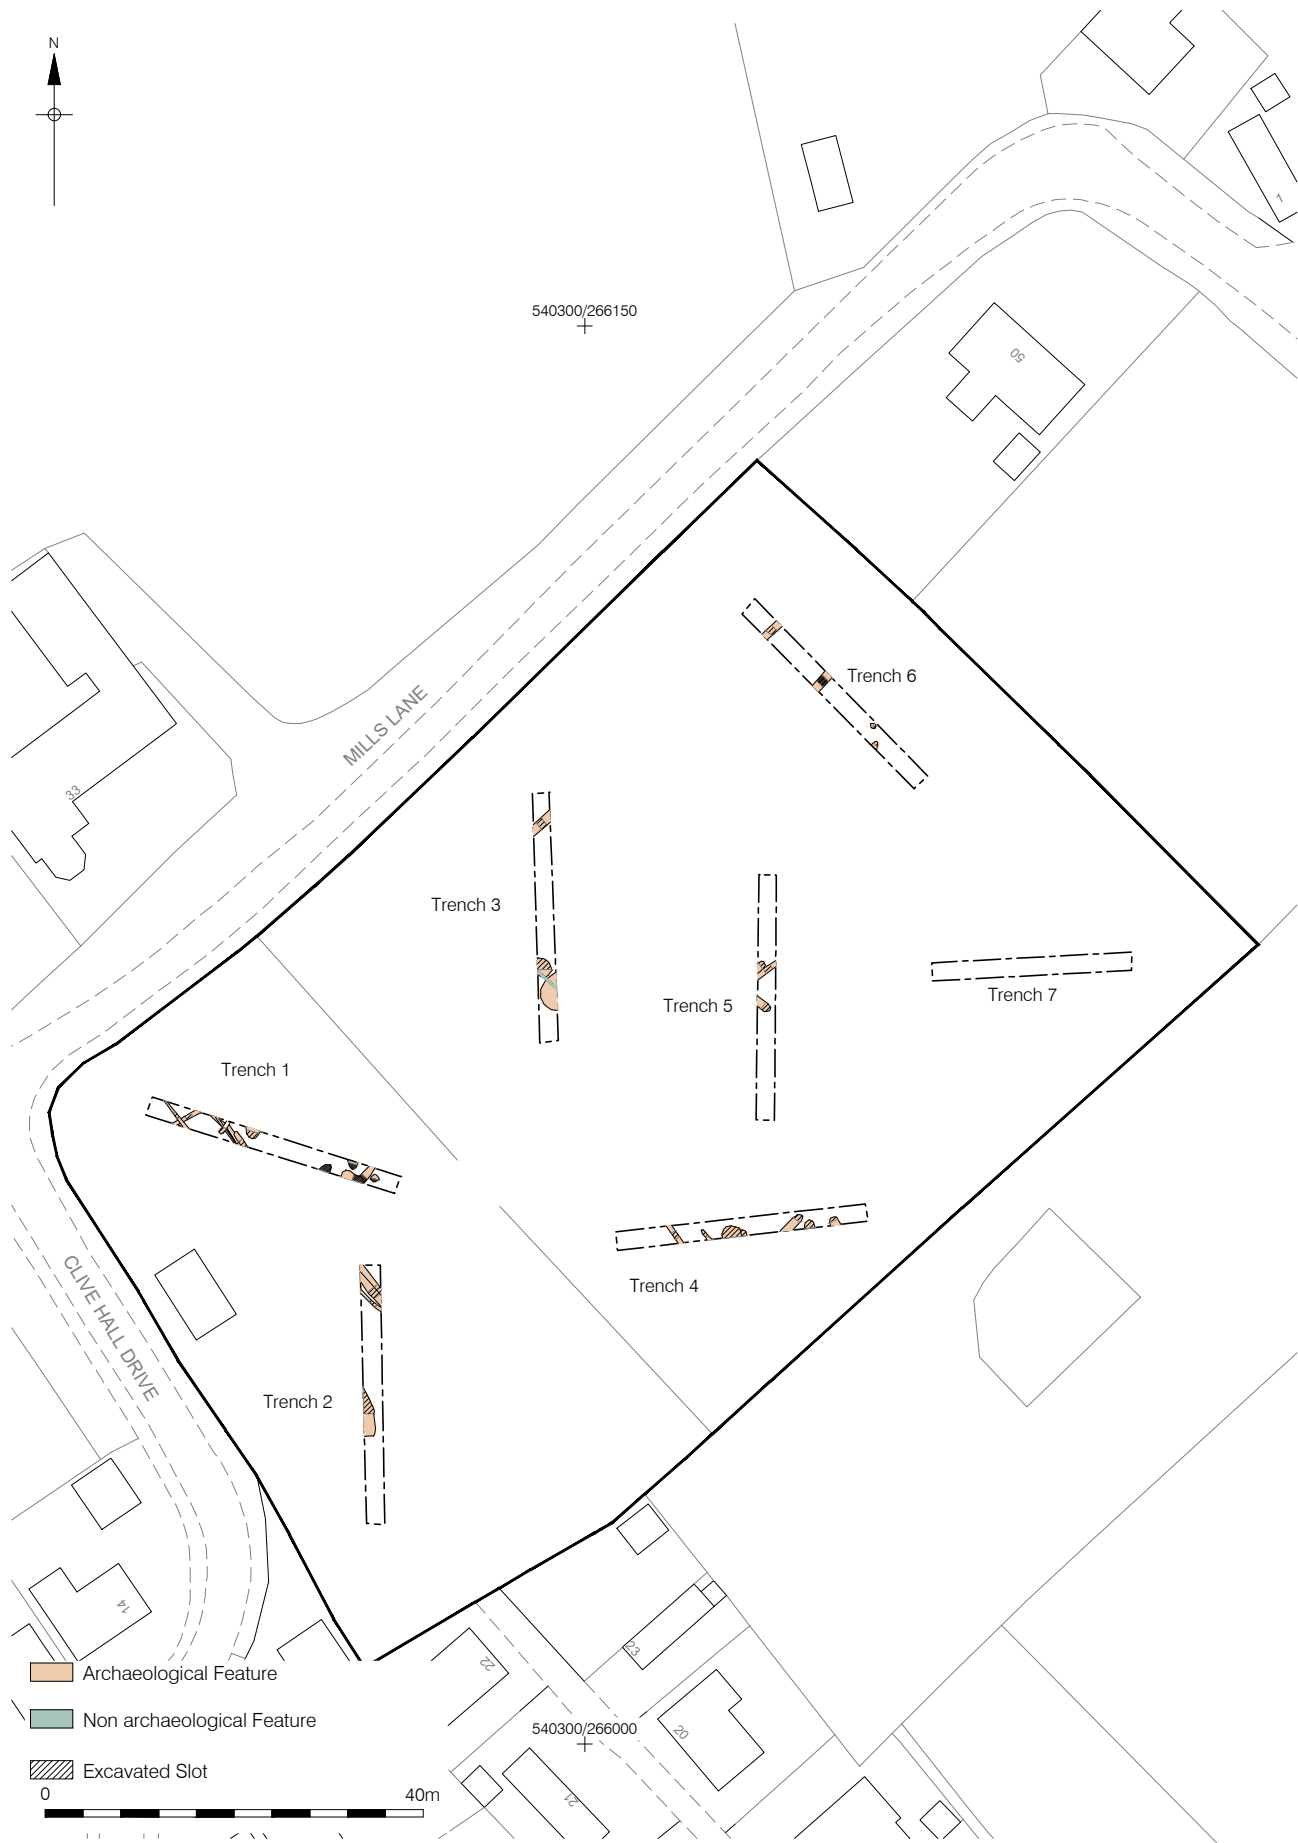 N
1
540300/266150
50
Trench 6
MILLS LANE
33
Trench 3
Trench 5
Trench 7
Trench 1
Trench 4
CLIVE HALL DRIVE
Trench 2
14
23
22
20
540300/266000
21
Archaeological Feature
Non archaeological Feature
Excavated Slot
0 40m